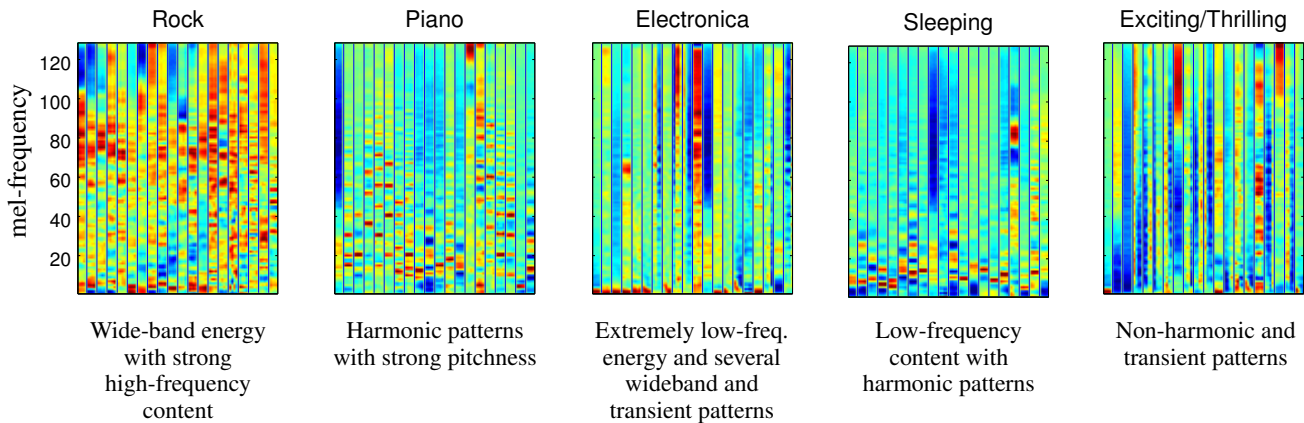 Rock
Piano
Electronica
Sleeping
Exciting/Thrilling
mel-frequency
120
100
80
60
40
20
Wide-band energy
with strong
high-frequency
content
Harmonic patterns
with strong pitchness
Extremely low-freq.
energy and several
wideband and
transient patterns
Low-frequency
content with
harmonic patterns
Non-harmonic and
transient patterns